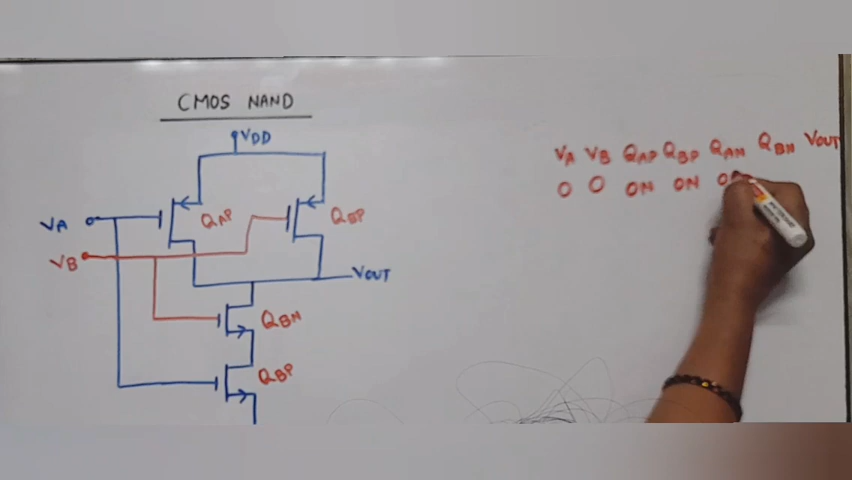 CMOS NAND
VDD
VA
QAP
QBP
VB
VOUT
QBN
QBP
VA VB QAP QBP QAN QBN VOUT
0 0 ON ON